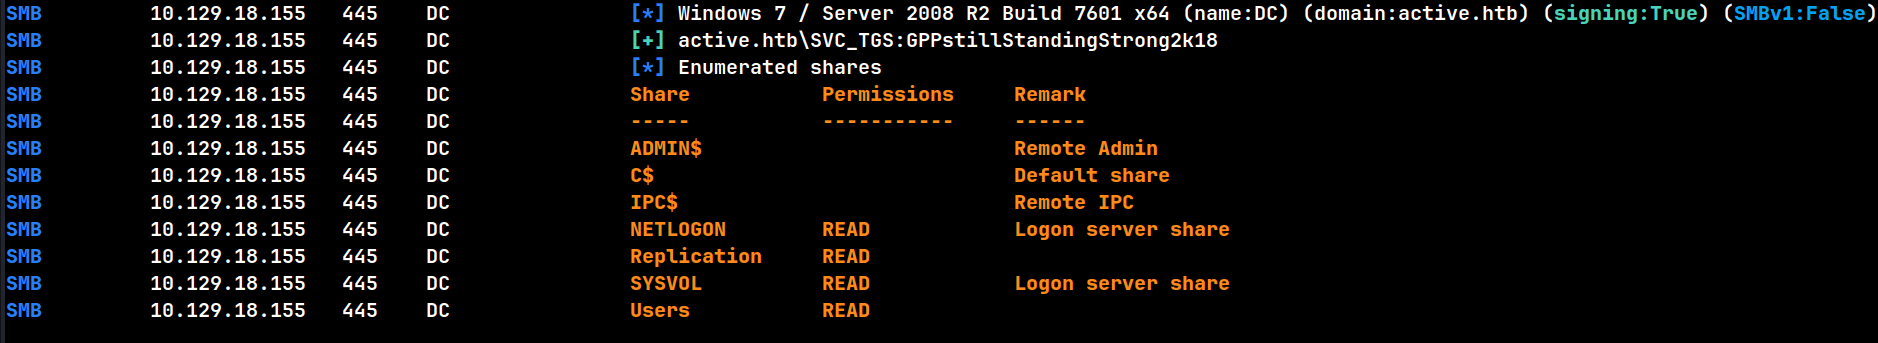 SMB 10.129.18.155 445 DC [*] Windows 7 / Server 2008 R2 Build 7601 x64 (name:DC) (domain:active.htb) (signing:True) (SMBv1:False)
SMB 10.129.18.155 445 DC [+] active.htb\SVC_TGS:GPPstillStandingStrong2k18
SMB 10.129.18.155 445 DC [*] Enumerated shares
SMB 10.129.18.155 445 DC Share Permissions Remark
SMB 10.129.18.155 445 DC ----- ----------- ------
SMB 10.129.18.155 445 DC ADMIN$ Remote Admin
SMB 10.129.18.155 445 DC C$ Default share
SMB 10.129.18.155 445 DC IPC$ Remote IPC
SMB 10.129.18.155 445 DC NETLOGON READ Logon server share
SMB 10.129.18.155 445 DC Replication READ
SMB 10.129.18.155 445 DC SYSVOL READ Logon server share
SMB 10.129.18.155 445 DC Users READ